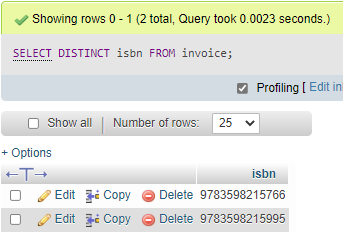 Showing rows 0 - 1 (2 total, Query took 0.0023 seconds.)
SELECT DISTINCT isbn FROM invoice;
Profiling [ Edit in
Show all Number of rows: 25
+ Options
←T→ isbn
Edit Copy Delete 9783598215766
Edit Copy Delete 9783598215995